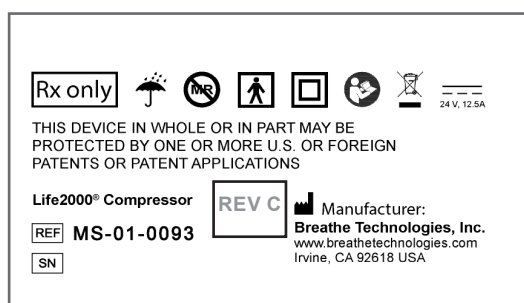 Rx only
MR
24 V, 12.5A
THIS DEVICE IN WHOLE OR IN PART MAY BE
PROTECTED BY ONE OR MORE U.S. OR FOREIGN
PATENTS OR PATENT APPLICATIONS
Life2000® Compressor
REF MS-01-0093
SN
REV C
Manufacturer:
Breathe Technologies, Inc.
www.breathetechnologies.com
Irvine, CA 92618 USA